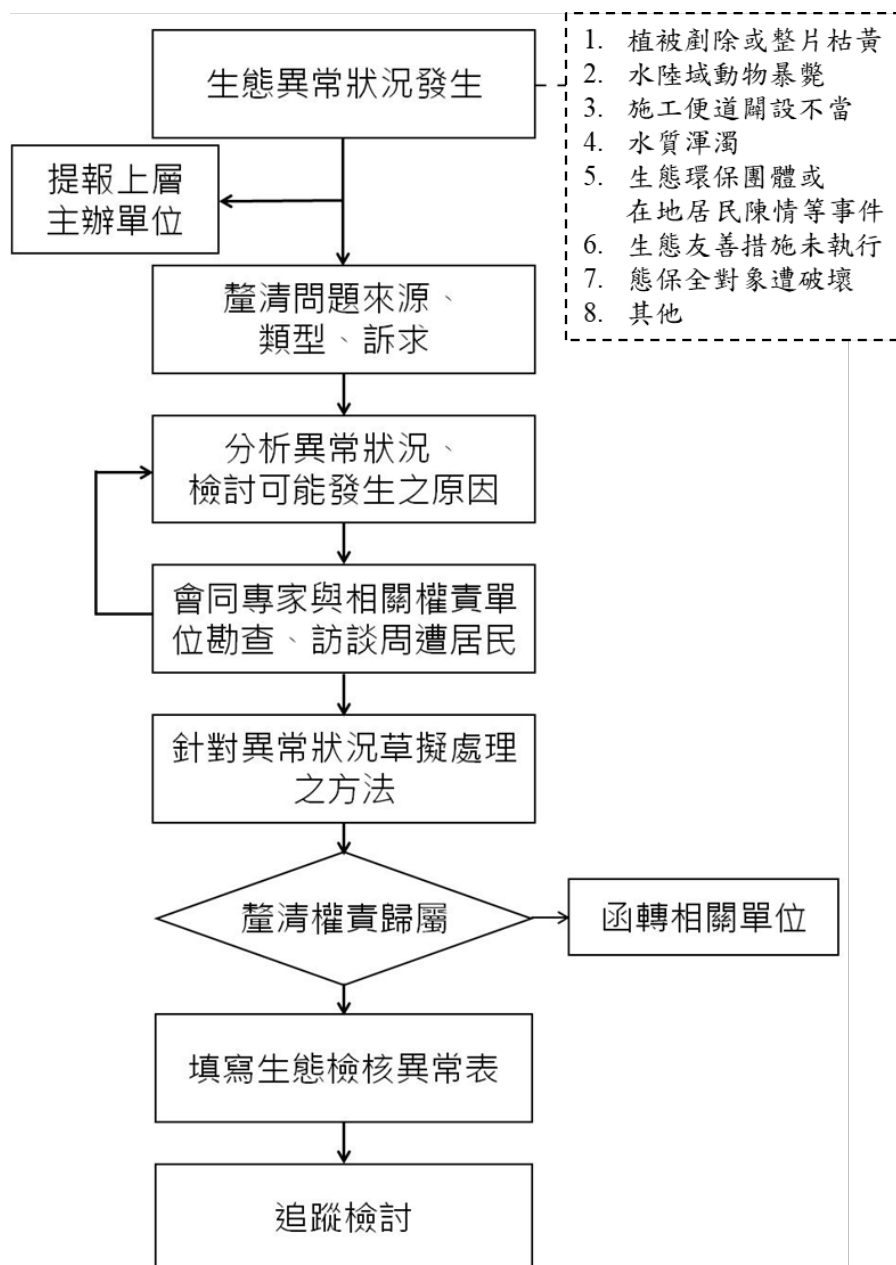 生態異常狀況發生
1. 植被剷除或整片枯黃
2. 水陸域動物暴斃
3. 施工便道開設不當
4. 水質渾濁
5. 生態環保團體或
在地居民陳情等事件
6. 生態友善措施未執行
7. 態保全對象遭破壞
8. 其他
提報上層
主辦單位
釐清問題來源、
類型、訴求
分析異常狀況、
檢討可能發生之原因
會同專家與相關權責單
位勘查、訪談周遭居民
針對異常狀況草擬處理
之方法
釐清權責歸屬
函轉相關單位
填寫生態檢核異常表
追蹤檢討